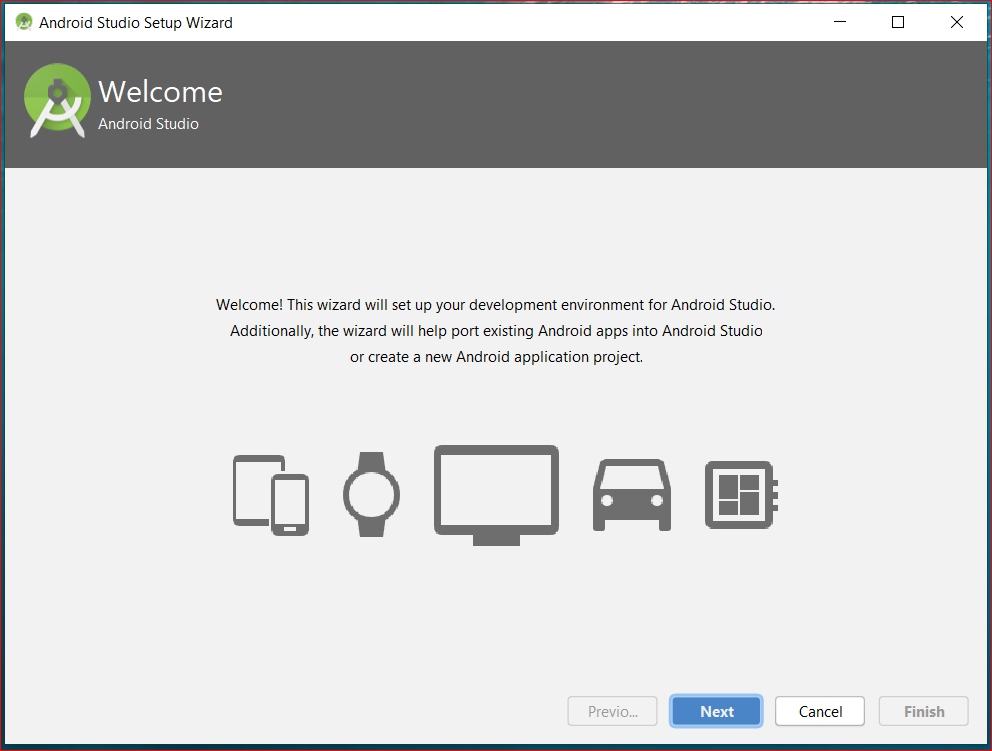 Android Studio Setup Wizard
Welcome
Android Studio
Welcome! This wizard will set up your development environment for Android Studio.
Additionally, the wizard will help port existing Android apps into Android Studio
or create a new Android application project.
Previo... Next Cancel Finish